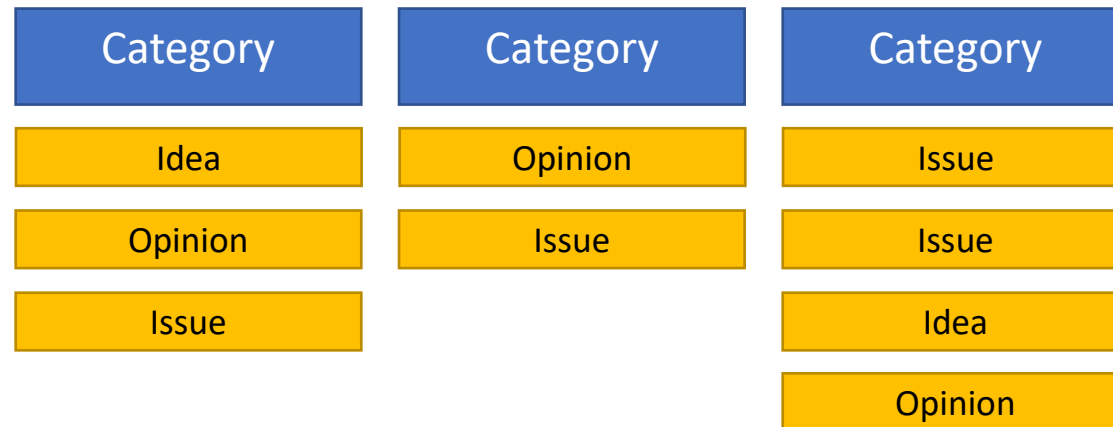 Category
Idea
Opinion
Issue
Category
Opinion
Issue
Category
Issue
Issue
Idea
Opinion